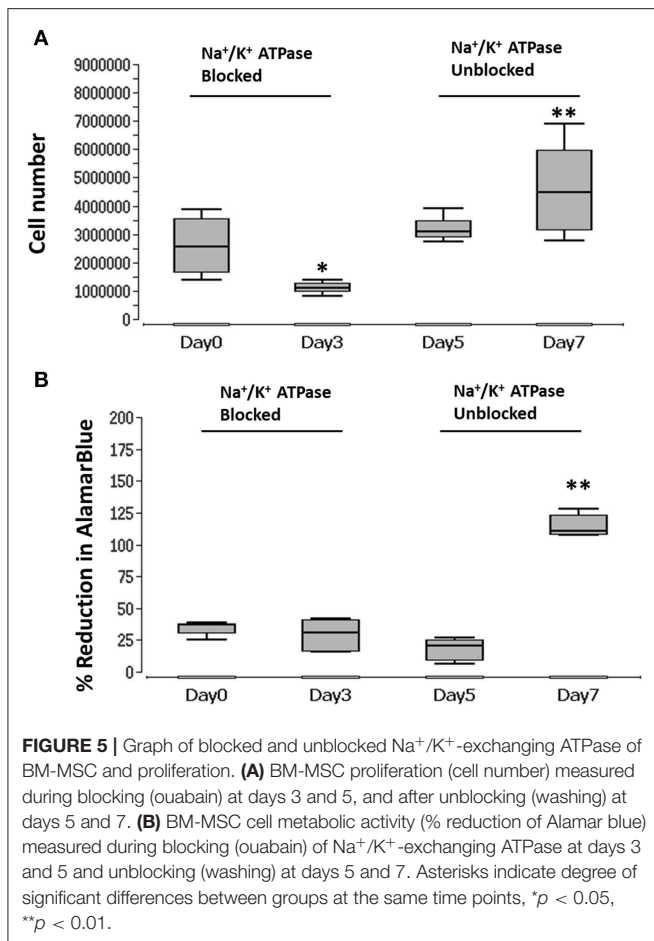 A
Na⁺/K⁺ ATPase
Blocked
Na⁺/K⁺ ATPase
Unblocked
Cell number
9000000
8000000
7000000
6000000
5000000
4000000
3000000
2000000
1000000
0
*
**
Day0 Day3 Day5 Day7
B
Na⁺/K⁺ ATPase
Blocked
Na⁺/K⁺ ATPase
Unblocked
% Reduction in AlamarBlue
200
175
150
125
100
75
50
25
0
**
Day0 Day3 Day5 Day7
FIGURE 5 | Graph of blocked and unblocked Na⁺/K⁺-exchanging ATPase of
BM-MSC and proliferation. (A) BM-MSC proliferation (cell number) measured
during blocking (ouabain) at days 3 and 5, and after unblocking (washing) at
days 5 and 7. (B) BM-MSC cell metabolic activity (% reduction of Alamar blue)
measured during blocking (ouabain) of Na⁺/K⁺-exchanging ATPase at days 3
and 5 and unblocking (washing) at days 5 and 7. Asterisks indicate degree of
significant differences between groups at the same time points, *p < 0.05,
**p < 0.01.